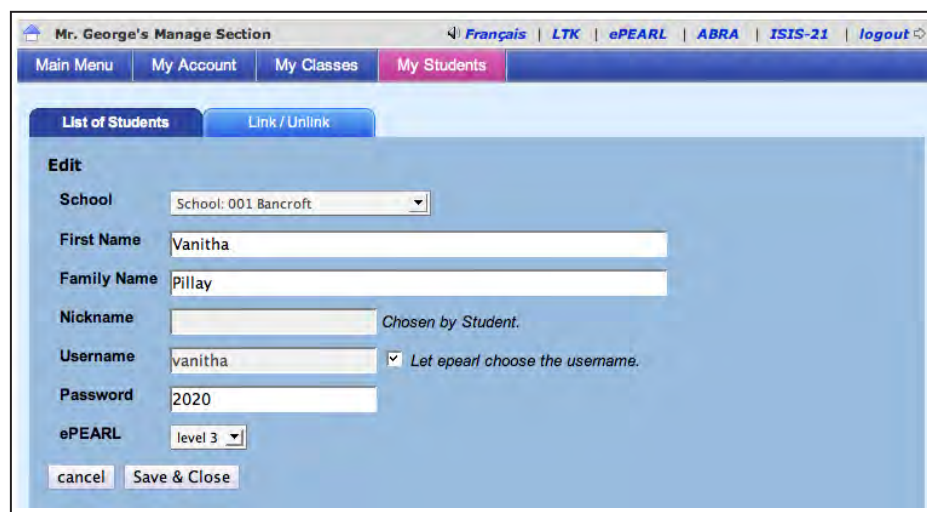 Mr. George's Manage Section Français | LTK | ePEARL | ABRA | ISIS-21 | logout
Main Menu My Account My Classes My Students
List of Students Link / Unlink
Edit
School School: 001 Bancroft
First Name Vanitha
Family Name Pillay
Nickname Chosen by Student.
Username vanitha Let epearl choose the username.
Password 2020
ePEARL level 3
cancel Save & Close